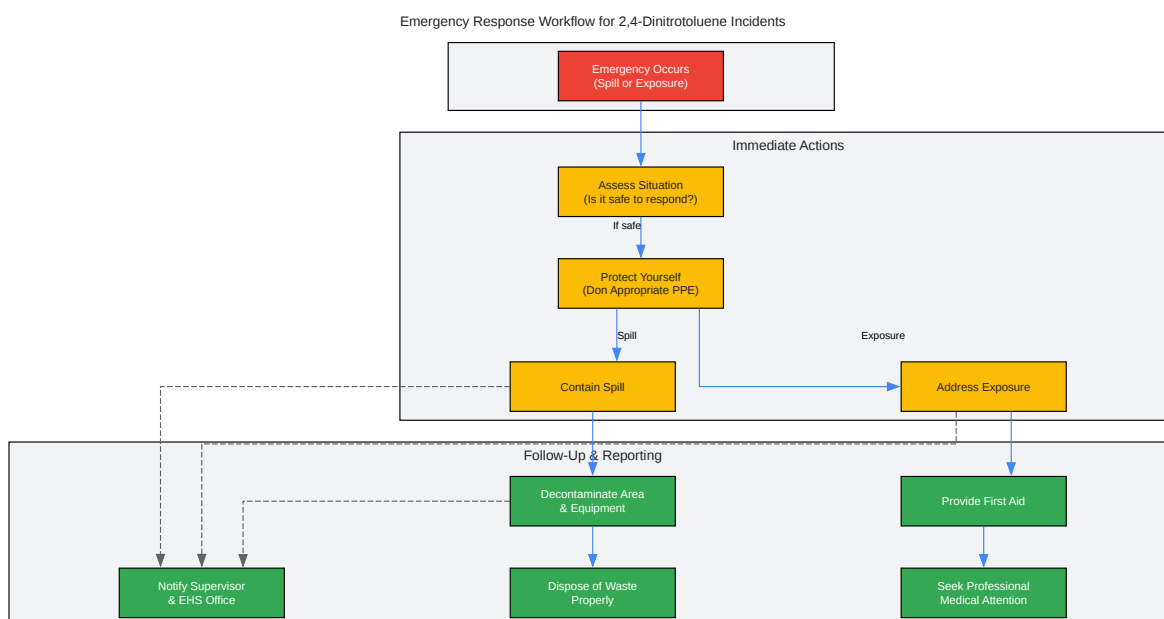 Emergency Response Workflow for 2,4-Dinitrotoluene Incidents
Emergency Occurs
(Spill or Exposure)
Immediate Actions
Assess Situation
(Is it safe to respond?)
If safe
Protect Yourself
(Don Appropriate PPE)
Spill
Exposure
Contain Spill
Address Exposure
Follow-Up & Reporting
Decontaminate Area
& Equipment
Provide First Aid
Notify Supervisor
& EHS Office
Dispose of Waste
Properly
Seek Professional
Medical Attention